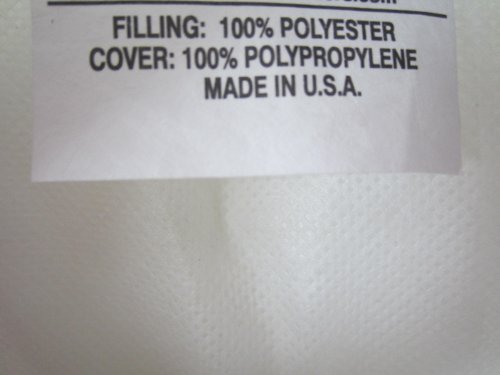 FILLING: 100% POLYESTER
COVER: 100% POLYPROPYLENE
MADE IN U.S.A.